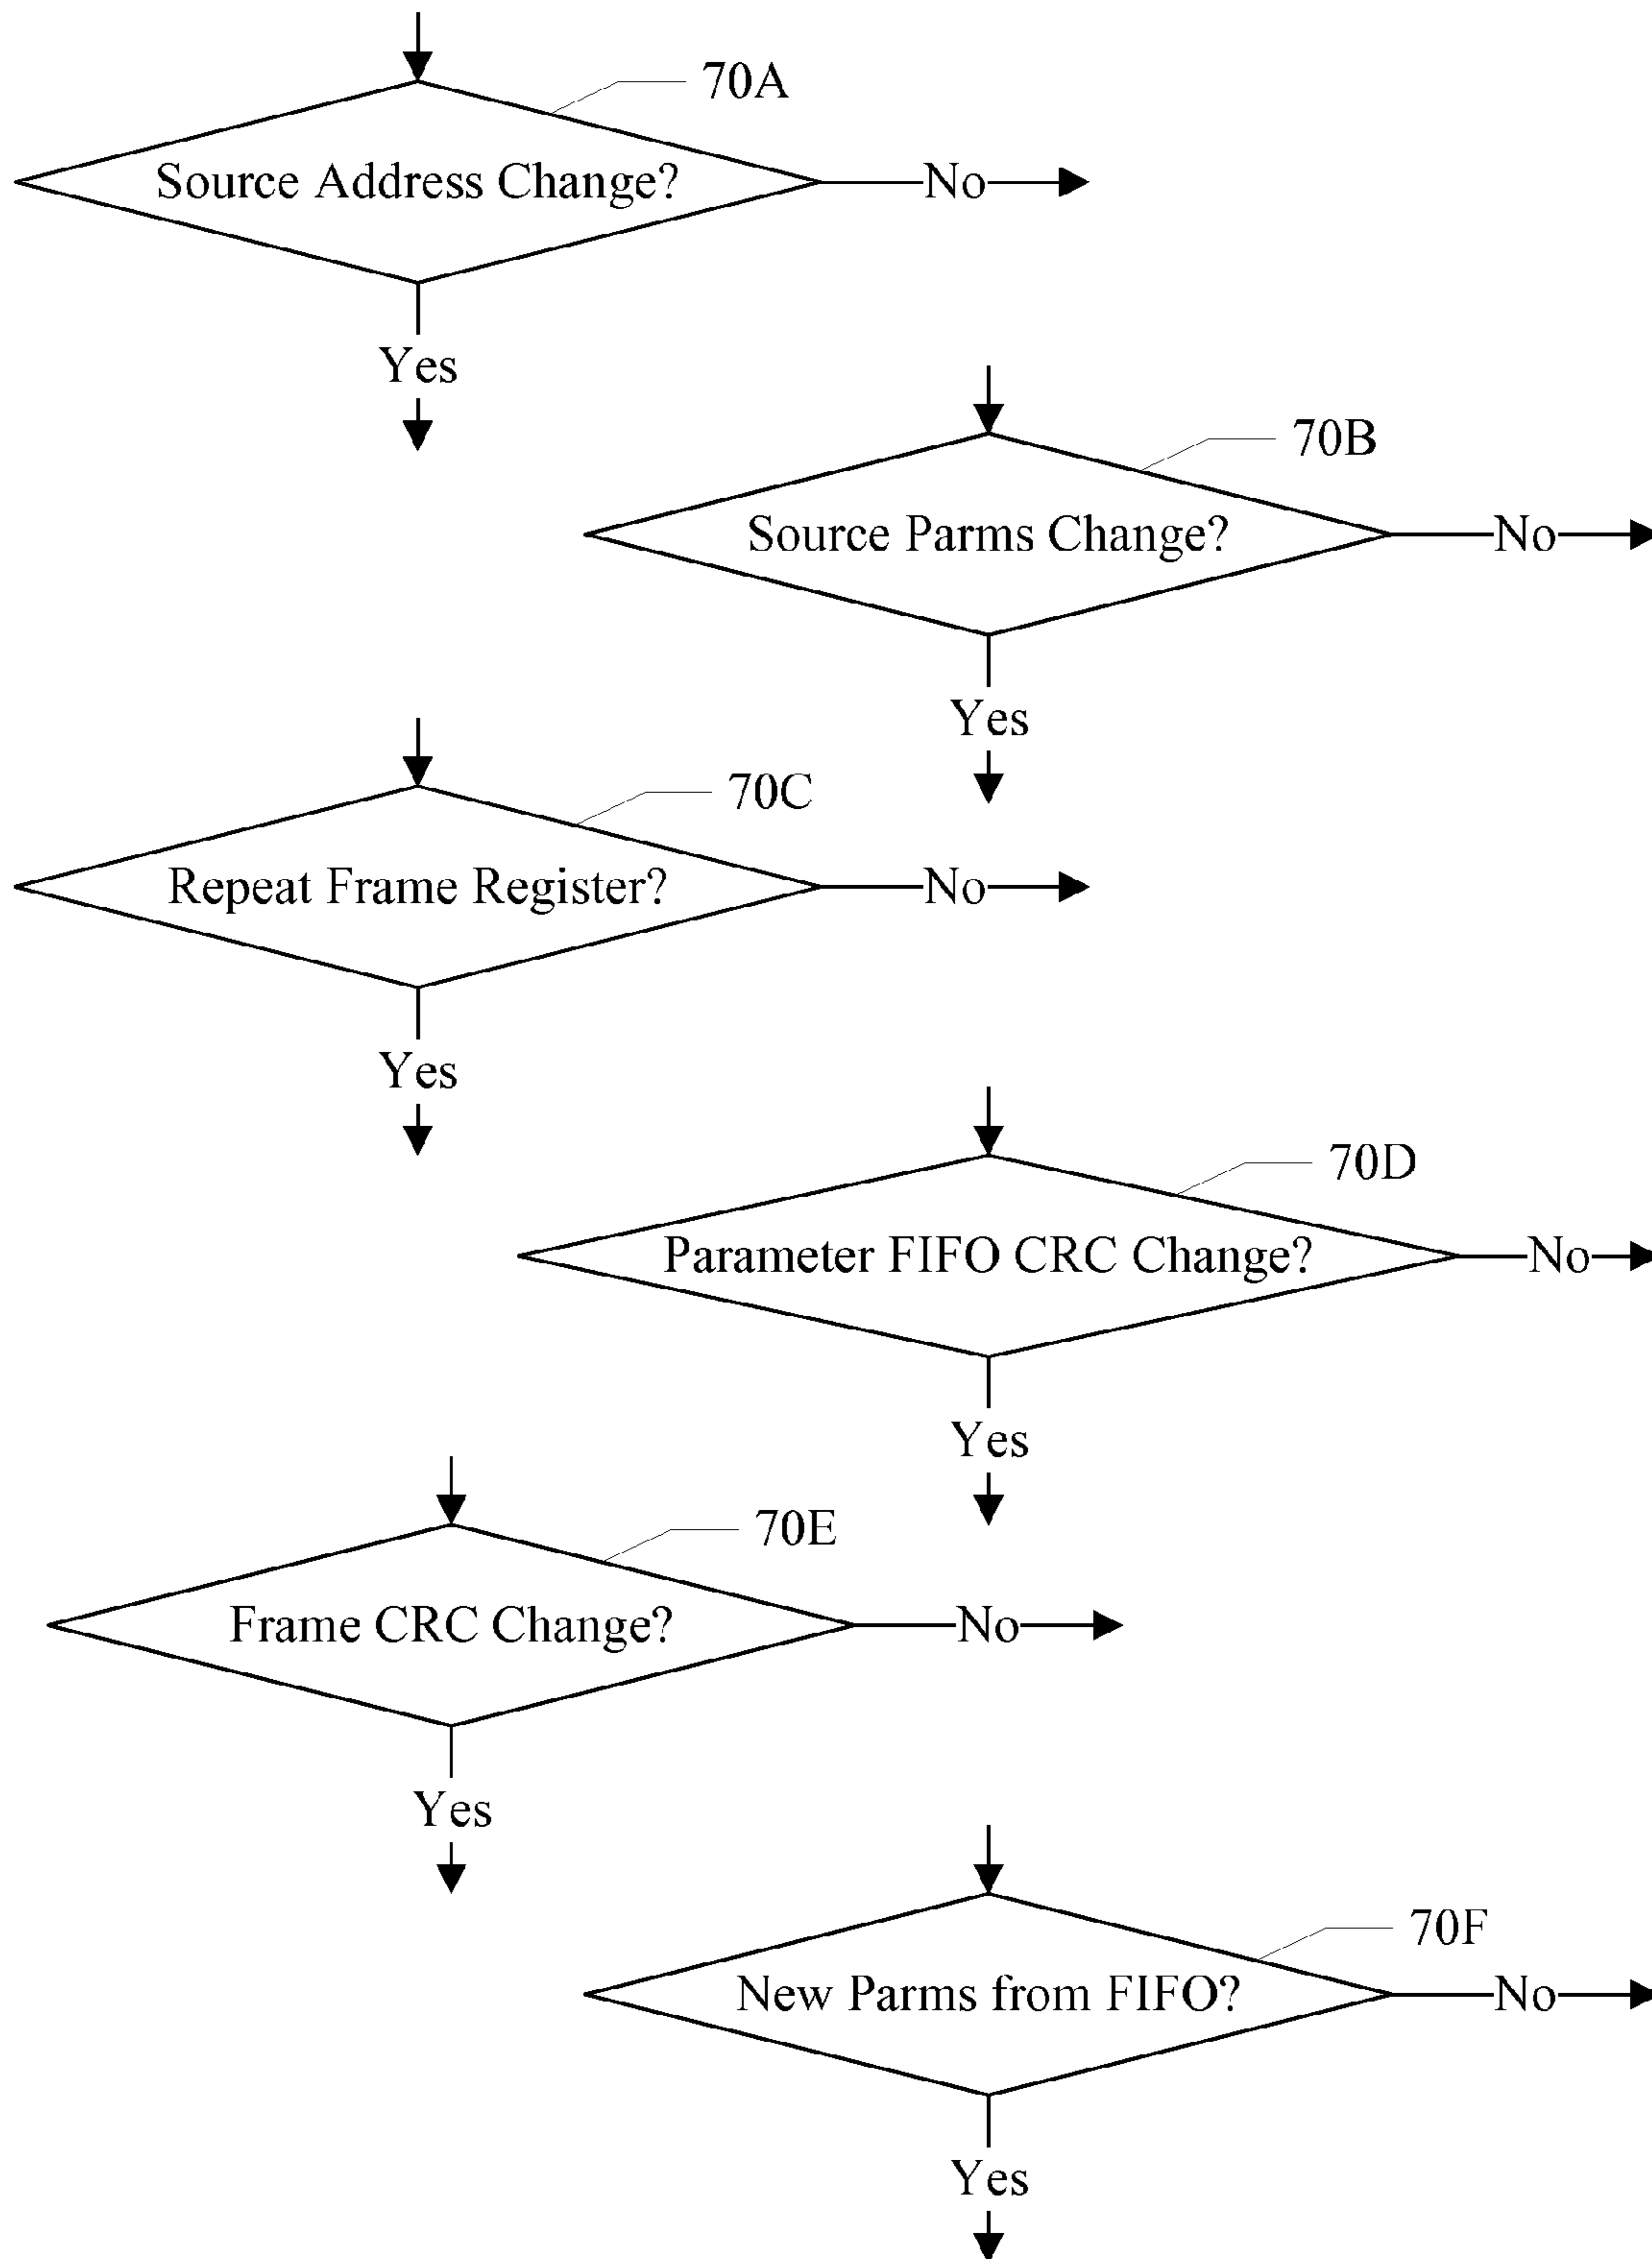 70A
Source Address Change?
No
Yes
70B
Source Parms Change?
No
Yes
70C
Repeat Frame Register?
No
Yes
70D
Parameter FIFO CRC Change?
No
Yes
70E
Frame CRC Change?
No
Yes
70F
New Parms from FIFO?
No
Yes